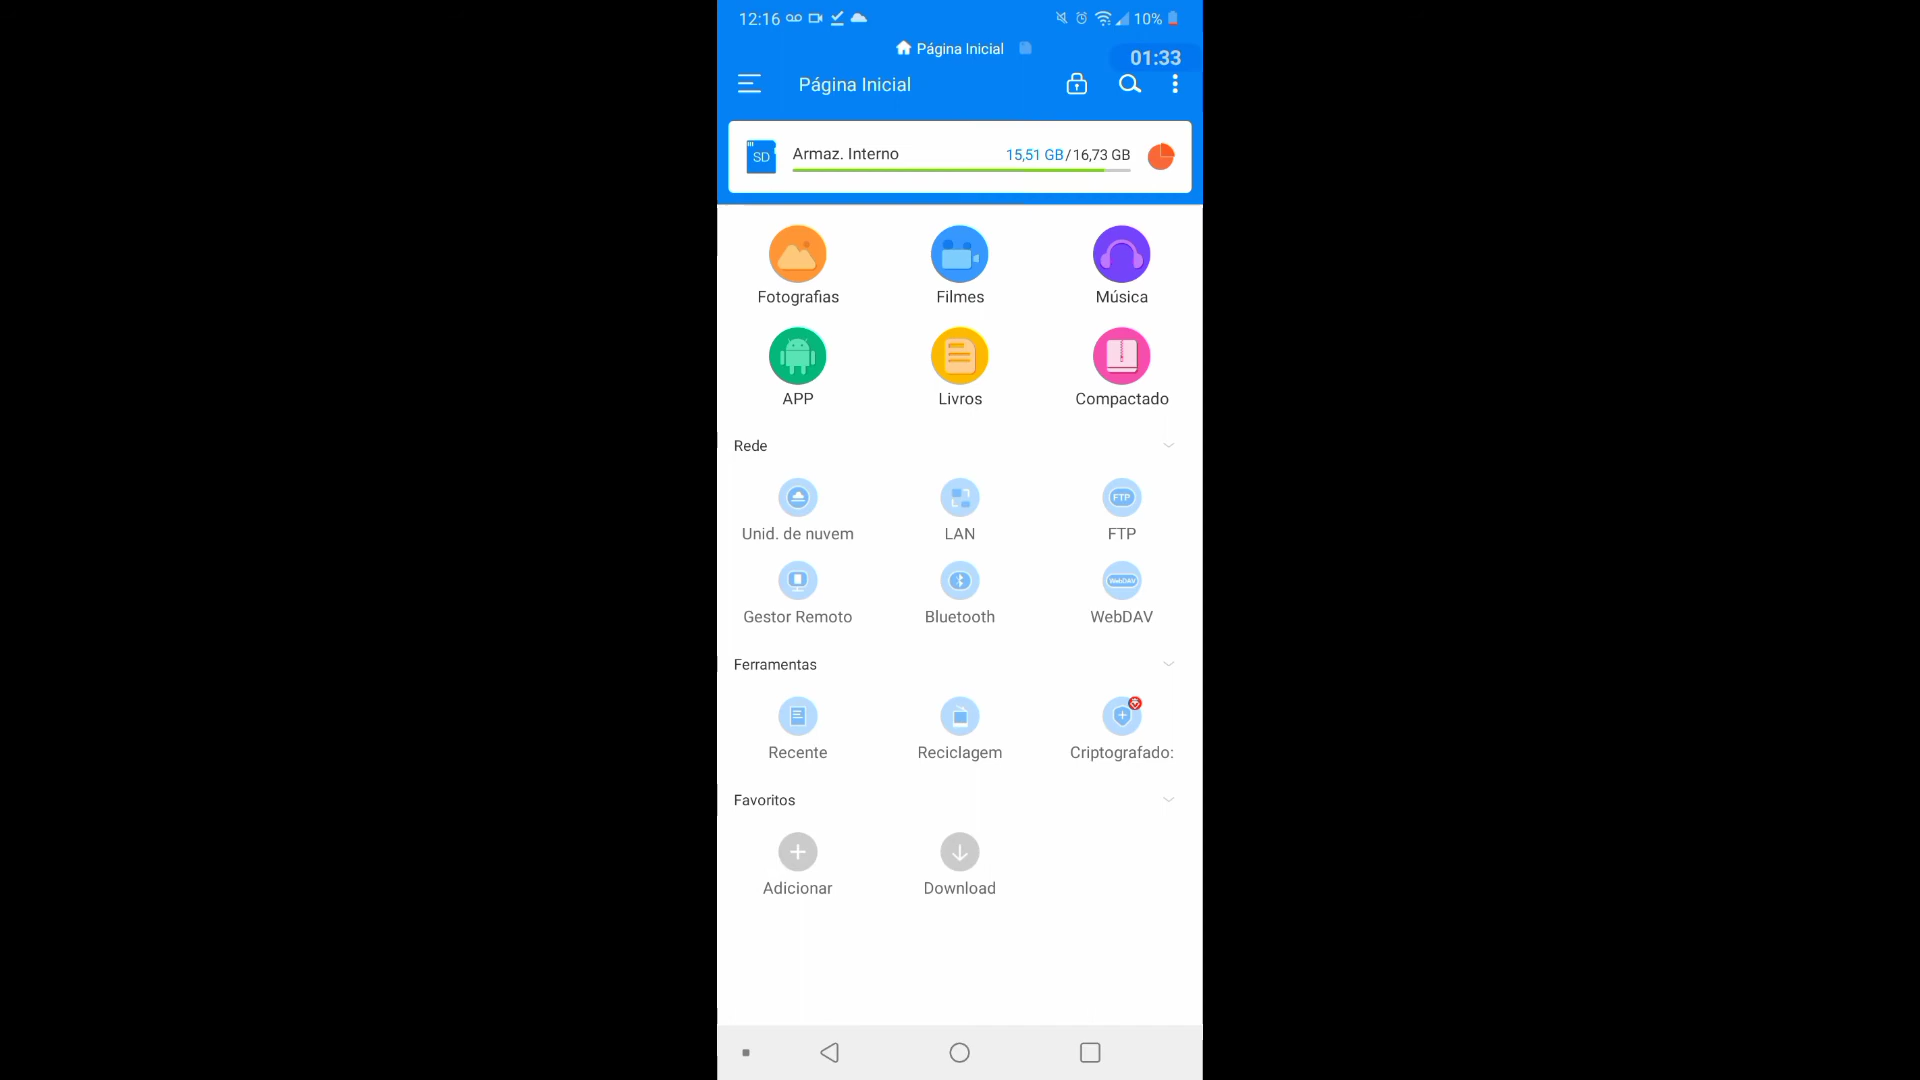 12:16
10%
Página Inicial
01:33
Página Inicial
SD
Armaz. Interno
15,51 GB/16,73 GB
Fotografias
Filmes
Música
APP
Livros
Compactado
Rede
FTP
Unid. de nuvem
LAN
FTP
WebDAV
Gestor Remoto
Bluetooth
WebDAV
Ferramentas
Recente
Reciclagem
Criptografado:
Favoritos
Adicionar
Download